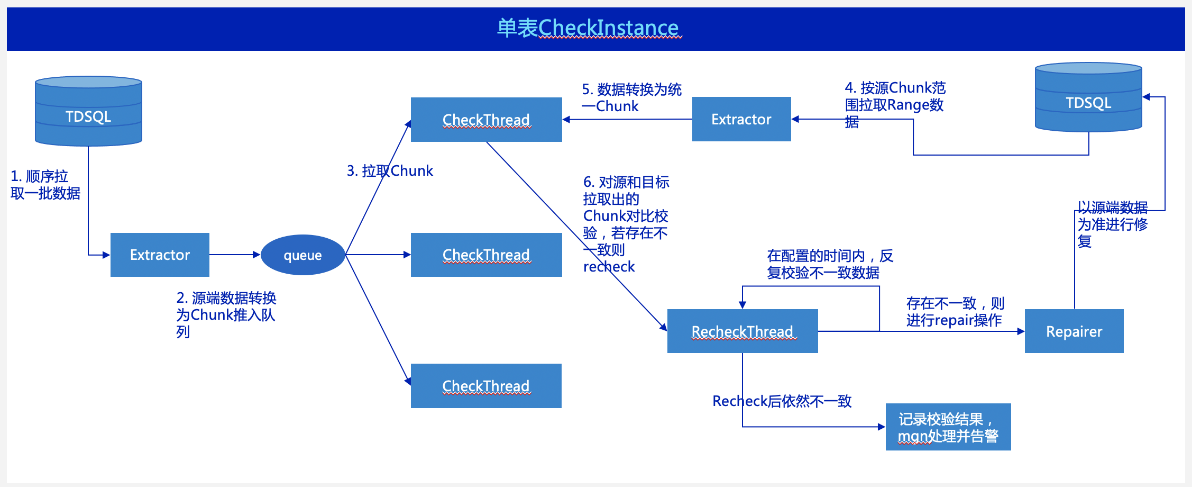 单表CheckInstance
TDSQL
1. 顺序拉
取一批数据
Extractor
2. 源端数据转换
为Chunk推入队
列
queue
3. 拉取Chunk
CheckThread
CheckThread
CheckThread
5. 数据转换为统
一Chunk
Extractor
4. 按源Chunk范
围拉取Range数
据
TDSQL
6. 对源和目标
拉取出的
Chunk对比校
验，若存在不
一致则
recheck
在配置的时间内，反
复校验不一致数据
RecheckThread
存在不一致，则
进行repair操作
Repairer
以源端数据
为准进行修
复
Recheck后依然不一致
记录校验结果，
mgn处理并告警